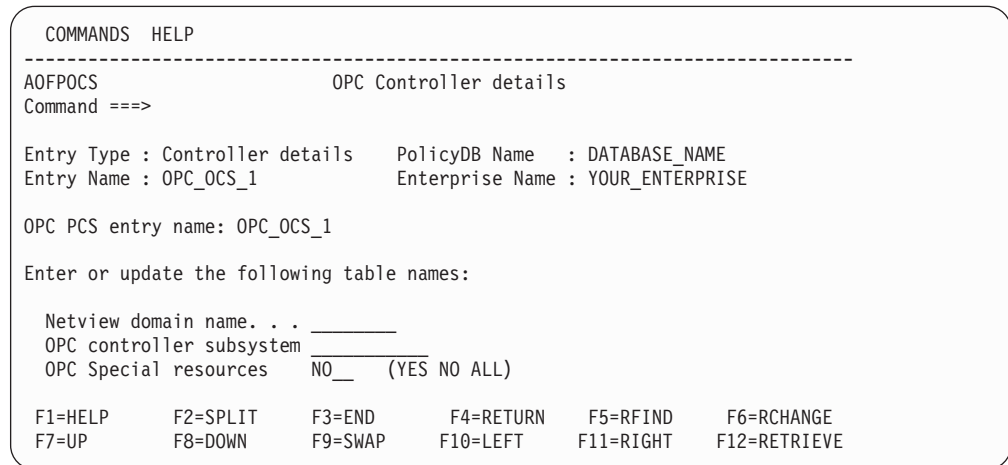 COMMANDS HELP
-------------------------------------------------------------------------------
AOFPOCS OPC Controller details
Command ===>
Entry Type : Controller details PolicyDB Name : DATABASE_NAME
Entry Name : OPC_OCS_1 Enterprise Name : YOUR_ENTERPRISE
OPC PCS entry name: OPC_OCS_1
Enter or update the following table names:
Netview domain name. . . ________
OPC controller subsystem ___________
OPC Special resources NO__ (YES NO ALL)
F1=HELP F2=SPLIT F3=END F4=RETURN F5=RFIND F6=RCHANGE
F7=UP F8=DOWN F9=SWAP F10=LEFT F11=RIGHT F12=RETRIEVE